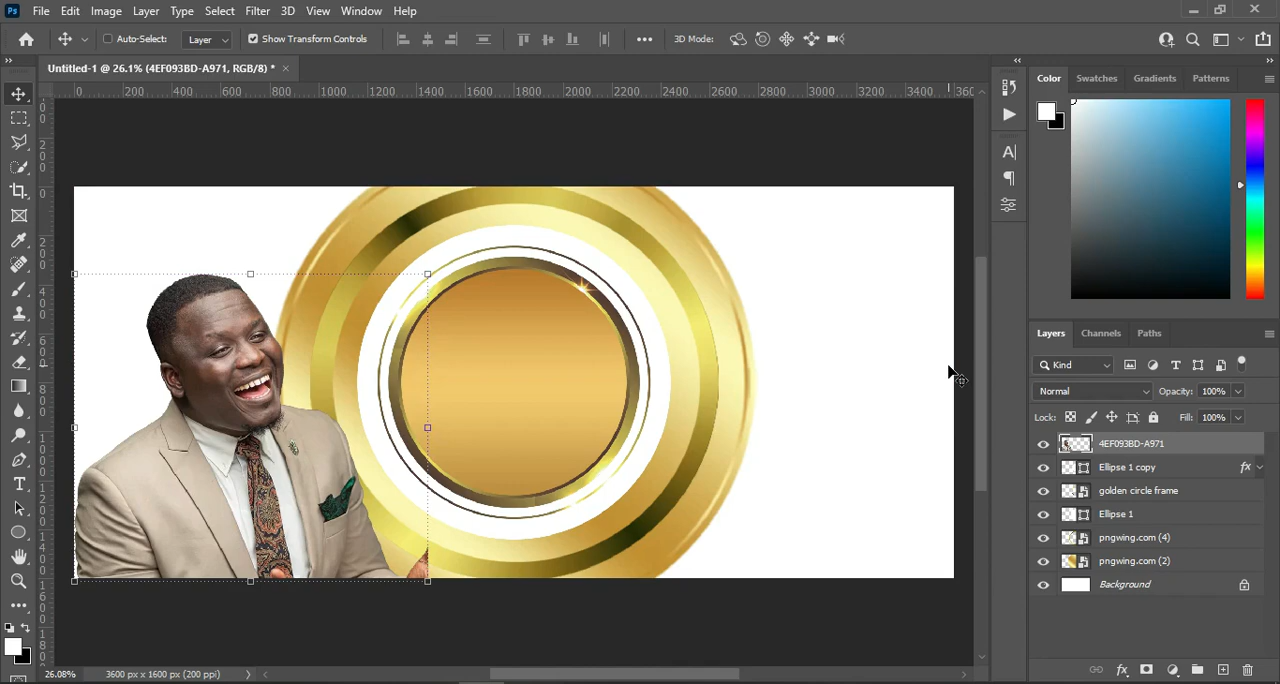 Ps File Edit Image Layer Type Select Filter 3D View Window Help
Auto-Select: Layer Show Transform Controls 3D Mode:
Untitled-1 @ 26.1% (4EF093BD-A971, RGB/8) *
0 200 400 600 800 1000 1200 1400 1600 1800 2000 2200 2400 2600 2800 3000 3200 3400 360
Color Swatches Gradients Patterns
Layers Channels Paths
Kind
Normal Opacity: 100%
Lock: Fill: 100%
4EF093BD-A971
Ellipse 1 copy fx
golden circle frame
Ellipse 1
pngwing.com (4)
pngwing.com (2)
Background
26.08% 3600 px x 1600 px (200 ppi)
fx